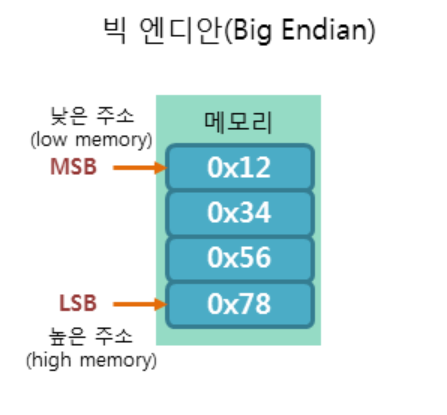 빅 엔디안(Big Endian)
낮은 주소
(low memory)
메모리
MSB
0x12
0x34
0x56
LSB
0x78
높은 주소
(high memory)